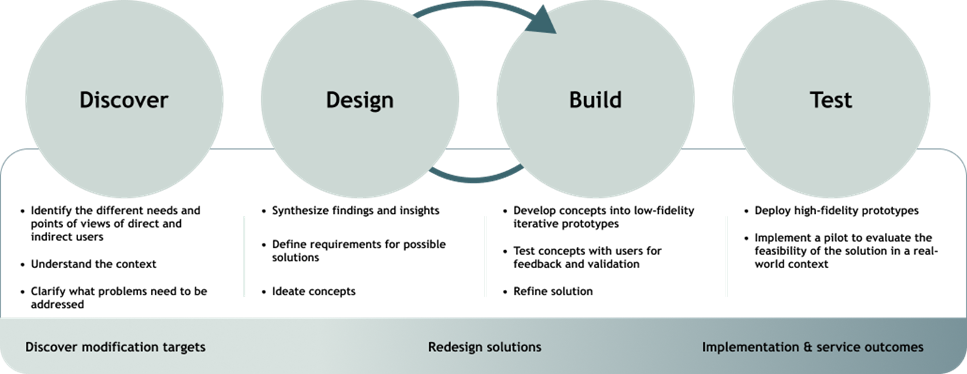 Discover
Design
Build
Test
• Identify the different needs and
points of views of direct and
indirect users
• Understand the context
• Clarify what problems need to be
addressed
• Synthesize findings and insights
• Define requirements for possible
solutions
• Ideate concepts
• Develop concepts into low-fidelity
iterative prototypes
• Test concepts with users for
feedback and validation
• Refine solution
• Deploy high-fidelity prototypes
• Implement a pilot to evaluate the
feasibility of the solution in a real-
world context
Discover modification targets
Redesign solutions
Implementation & service outcomes